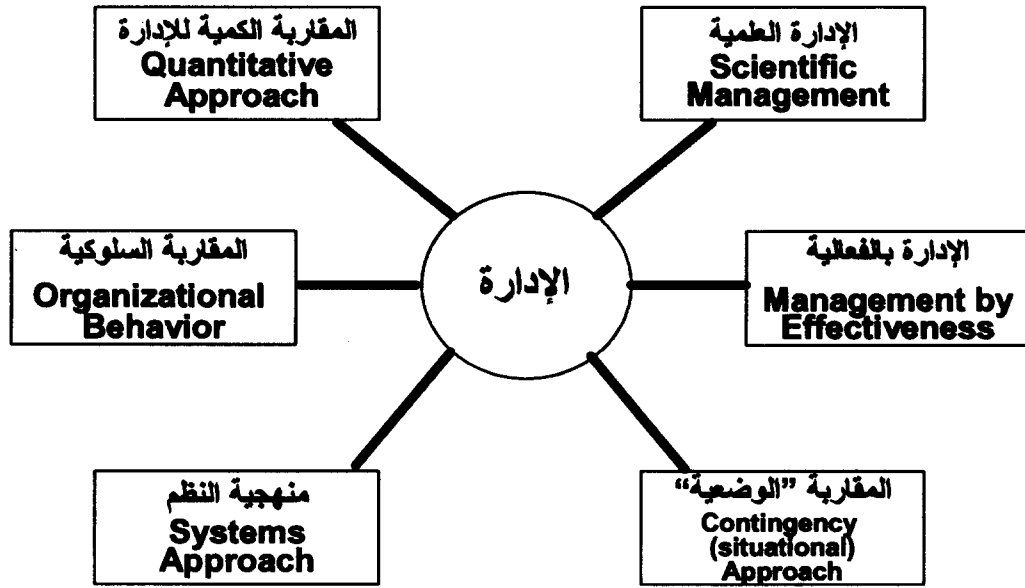 المقاربة الكمية للإدارة
Quantitative
Approach
الإدارة العلمية
Scientific
Management
المقاربة السلوكية
Organizational
Behavior
الإدارة
الإدارة بالفعالية
Management by
Effectiveness
منهجية النظم
Systems
Approach
المقاربة ”الوضعية“
Contingency
(situational)
Approach